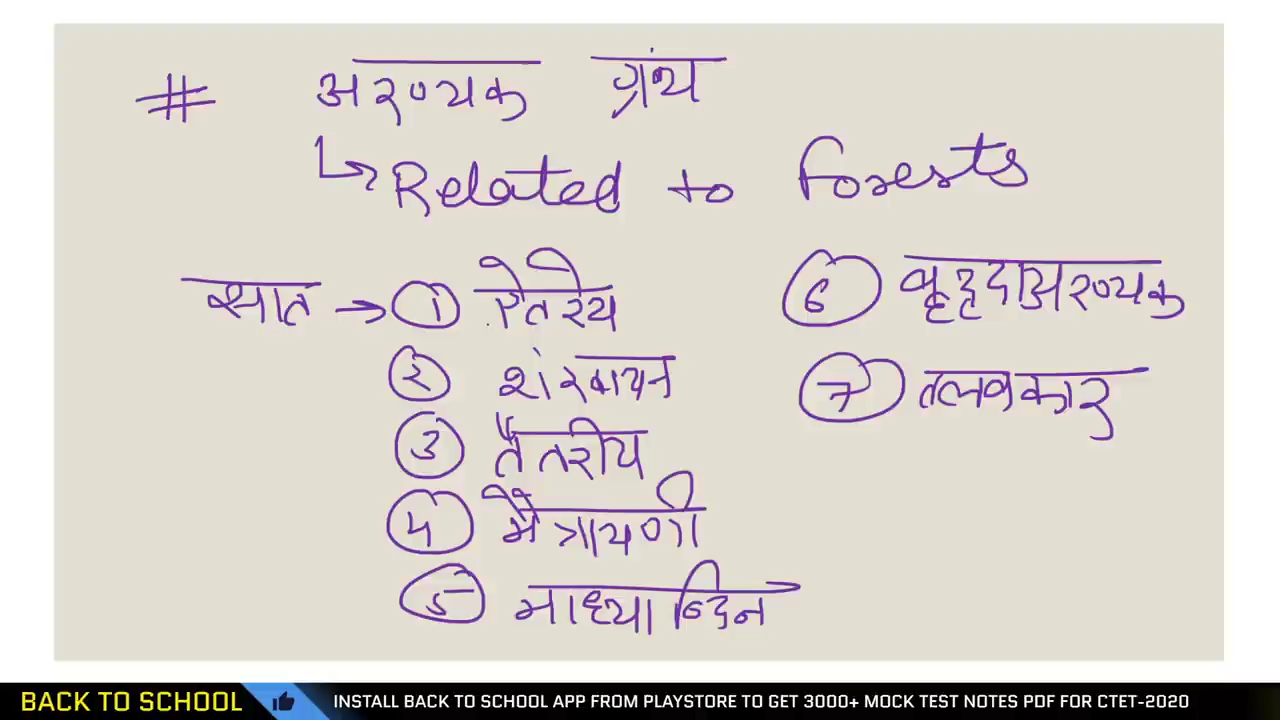 # अरण्यक ग्रंथ
↳ Related to forests
सात → ① ऐतरेय
② शांखायन
③ तैतरीय
④ मैत्रायणी
⑤ माध्यान्दिन
⑥ बृहदाअरण्यक
⑦ तलवकार
BACK TO SCHOOL
INSTALL BACK TO SCHOOL APP FROM PLAYSTORE TO GET 3000+ MOCK TEST NOTES PDF FOR CTET-2020